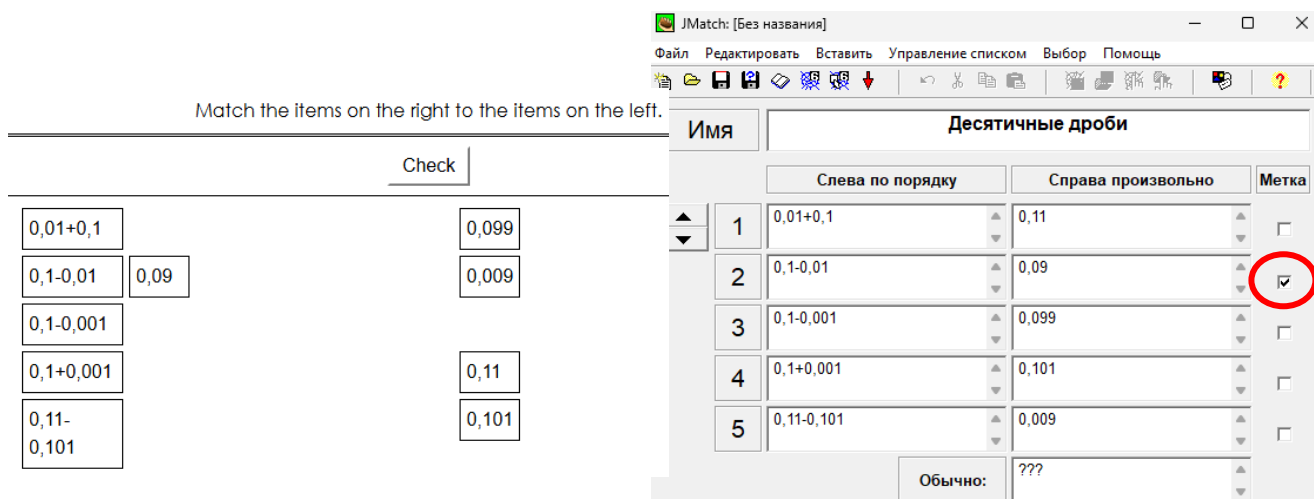 Match the items on the right to the items on the left.
Check
0,01+0,1
0,099
0,1-0,01
0,09
0,009
0,1-0,001
0,1+0,001
0,11
0,11-
0,101
0,101
JMatch: [Без названия]
Файл Редактировать Вставить Управление списком Выбор Помощь
Имя
Десятичные дроби
Слева по порядку
Справа произвольно
Метка
1
0,01+0,1
0,11
2
0,1-0,01
0,09
3
0,1-0,001
0,099
4
0,1+0,001
0,101
5
0,11-0,101
0,009
Обычно:
???